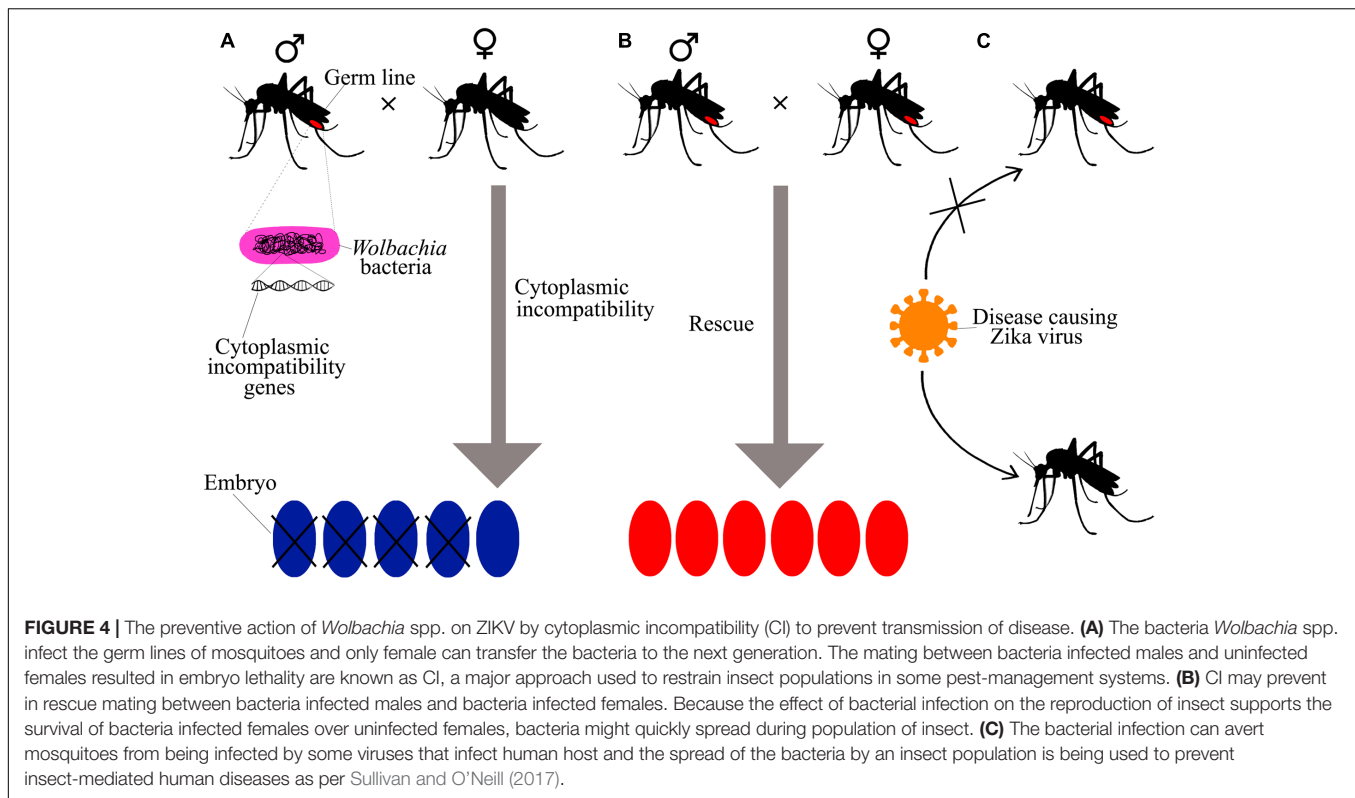 A
♂
♀
B
♂
♀
C
Germ line
×
×
Wolbachia
bacteria
Cytoplasmic
incompatibility
genes
Cytoplasmic
incompatibility
Rescue
Disease causing
Zika virus
Embryo
FIGURE 4 | The preventive action of Wolbachia spp. on ZIKV by cytoplasmic incompatibility (CI) to prevent transmission of disease. (A) The bacteria Wolbachia spp.
infect the germ lines of mosquitoes and only female can transfer the bacteria to the next generation. The mating between bacteria infected males and uninfected
females resulted in embryo lethality are known as CI, a major approach used to restrain insect populations in some pest-management systems. (B) CI may prevent
in rescue mating between bacteria infected males and bacteria infected females. Because the effect of bacterial infection on the reproduction of insect supports the
survival of bacteria infected females over uninfected females, bacteria might quickly spread during population of insect. (C) The bacterial infection can avert
mosquitoes from being infected by some viruses that infect human host and the spread of the bacteria by an insect population is being used to prevent
insect-mediated human diseases as per Sullivan and O'Neill (2017).